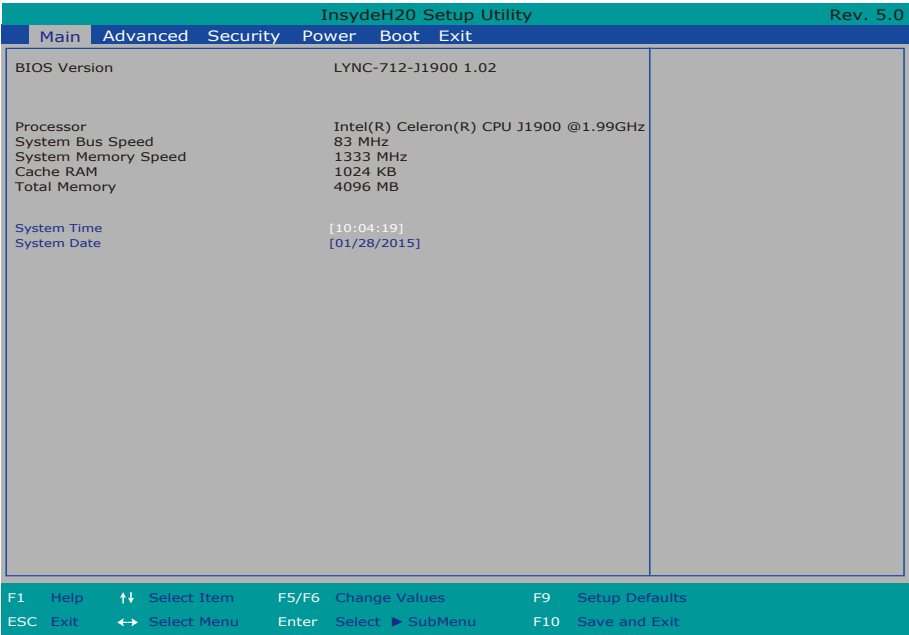 InsydeH20 Setup Utility Rev. 5.0
Main Advanced Security Power Boot Exit
BIOS Version LYNC-712-J1900 1.02
Processor Intel(R) Celeron(R) CPU J1900 @1.99GHz
System Bus Speed 83 MHz
System Memory Speed 1333 MHz
Cache RAM 1024 KB
Total Memory 4096 MB
System Time [10:04:19]
System Date [01/28/2015]
F1 Help ↑↓ Select Item F5/F6 Change Values F9 Setup Defaults
ESC Exit ↔ Select Menu Enter Select ► SubMenu F10 Save and Exit